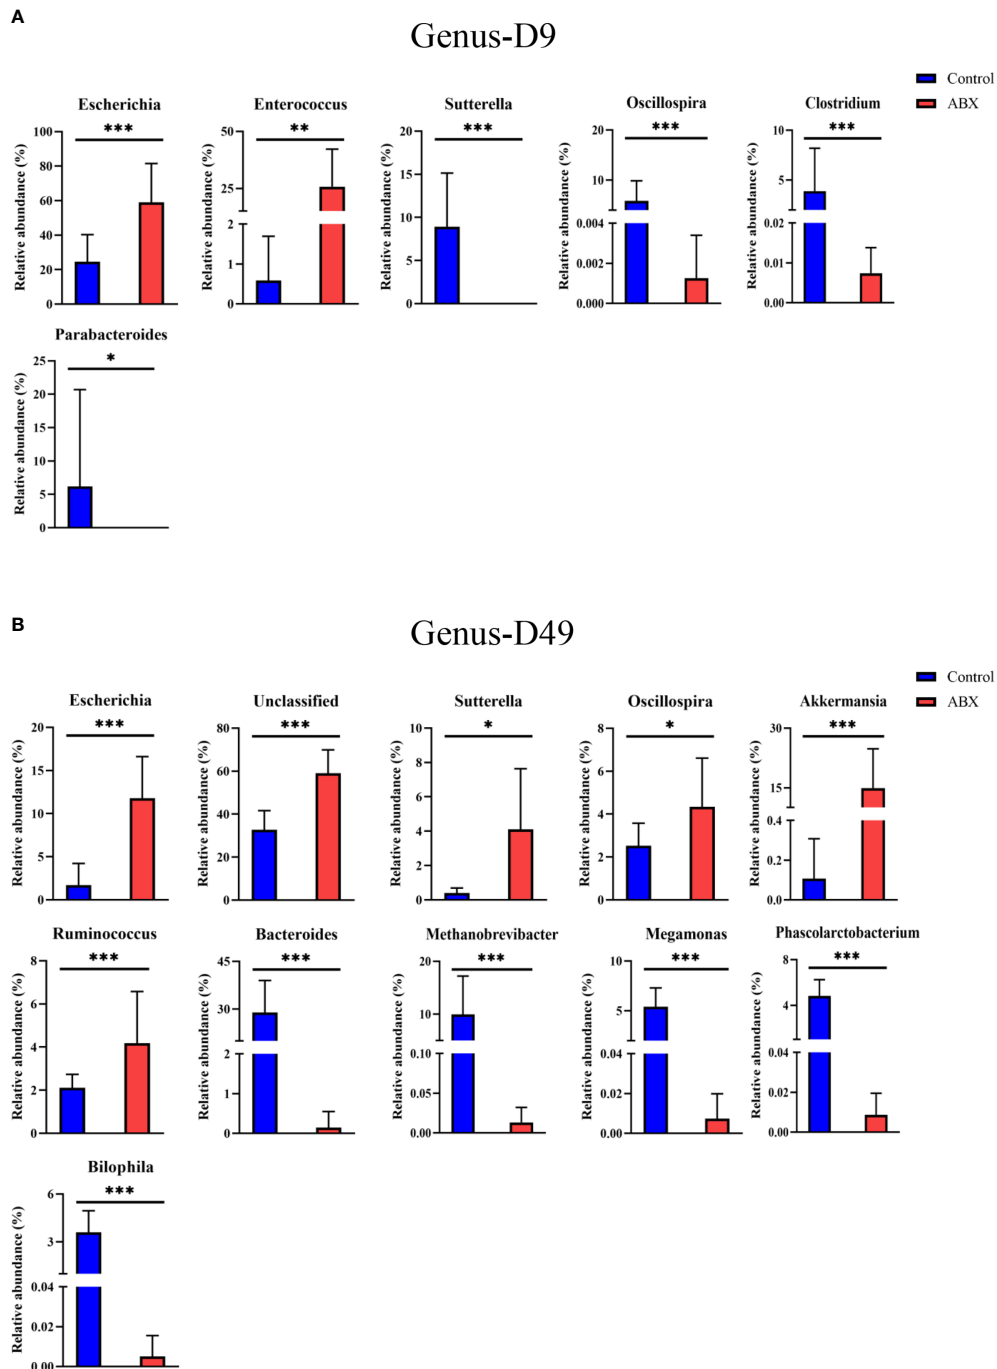 A
Genus-D9
Control
ABX
Escherichia
***
Relative abundance (%)
100
80
60
40
20
0
Enterococcus
**
Relative abundance (%)
50
25
2
1
0
Sutterella
***
Relative abundance (%)
20
15
10
5
0
Oscillospira
***
Relative abundance (%)
20
10
0.004
0.002
0.000
Clostridium
***
Relative abundance (%)
10
5
0.02
0.01
0.00
Parabacteroides
*
Relative abundance (%)
25
20
15
10
5
0
B
Genus-D49
Control
ABX
Escherichia
***
Relative abundance (%)
20
15
10
5
0
Unclassified
***
Relative abundance (%)
80
60
40
20
0
Sutterella
*
Relative abundance (%)
10
8
6
4
2
0
Oscillospira
*
Relative abundance (%)
8
6
4
2
0
Akkermansia
***
Relative abundance (%)
30
15
0.4
0.2
0.0
Ruminococcus
***
Relative abundance (%)
8
6
4
2
0
Bacteroides
***
Relative abundance (%)
45
30
2
1
0
Methanobrevibacter
***
Relative abundance (%)
20
10
0.10
0.05
0.00
Megamonas
***
Relative abundance (%)
10
5
0.04
0.02
0.00
Phascolarctobacterium
***
Relative abundance (%)
8
4
0.04
0.02
0.00
Bilophila
***
Relative abundance (%)
6
3
0.04
0.02
0.00